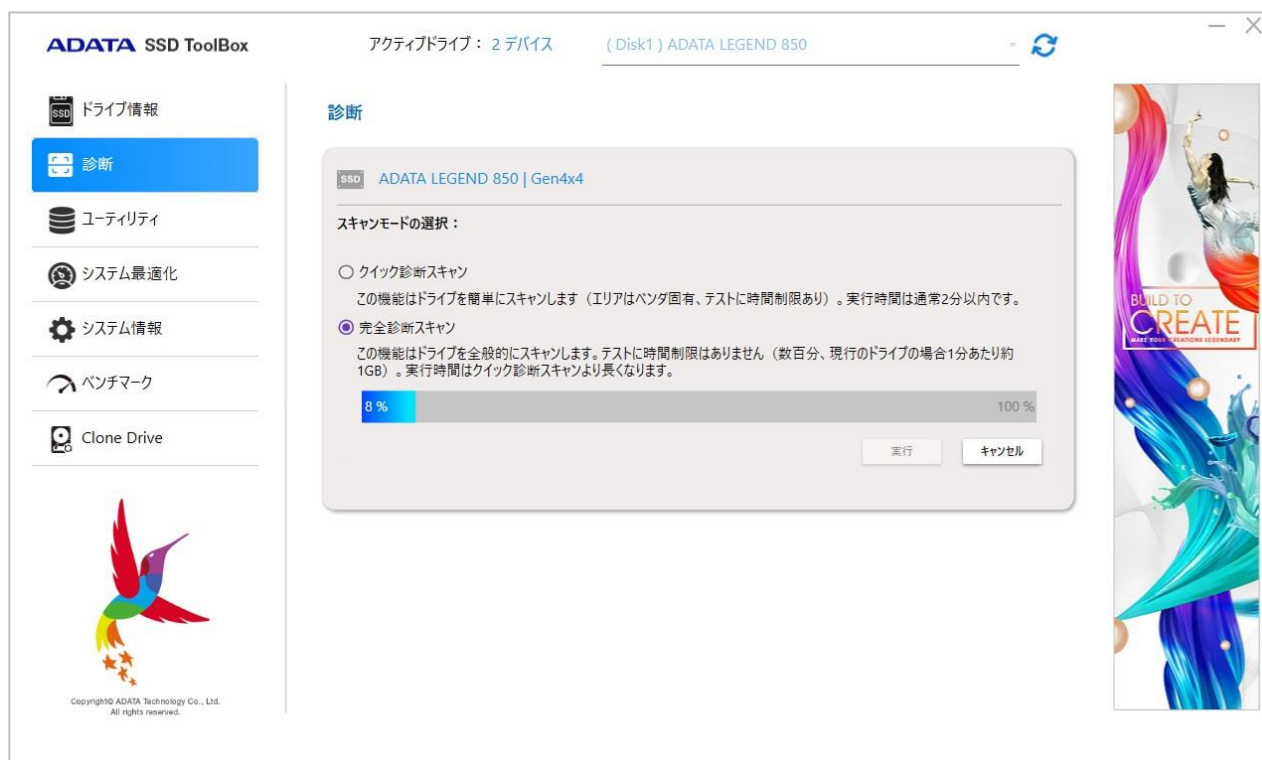 ADATA SSD ToolBox
アクティブドライブ： 2 デバイス
( Disk1 ) ADATA LEGEND 850
SSD ドライブ情報
診断
ユーティリティ
システム最適化
システム情報
ベンチマーク
Clone Drive
Copyright© ADATA Technology Co., Ltd.
All rights reserved.
診断
SSD ADATA LEGEND 850 | Gen4x4
スキャンモードの選択：
クイック診断スキャン
この機能はドライブを簡単にスキャンします（エリアはベンダ固有、テストに時間制限あり）。実行時間は通常2分以内です。
完全診断スキャン
この機能はドライブを全般的にスキャンします。テストに時間制限はありません（数百分、現行のドライブの場合1分あたり約
1GB）。実行時間はクイック診断スキャンより長くなります。
8 %
100 %
実行
キャンセル
BUILD TO
CREATE
MAKE YOUR CREATIONS LEGENDARY